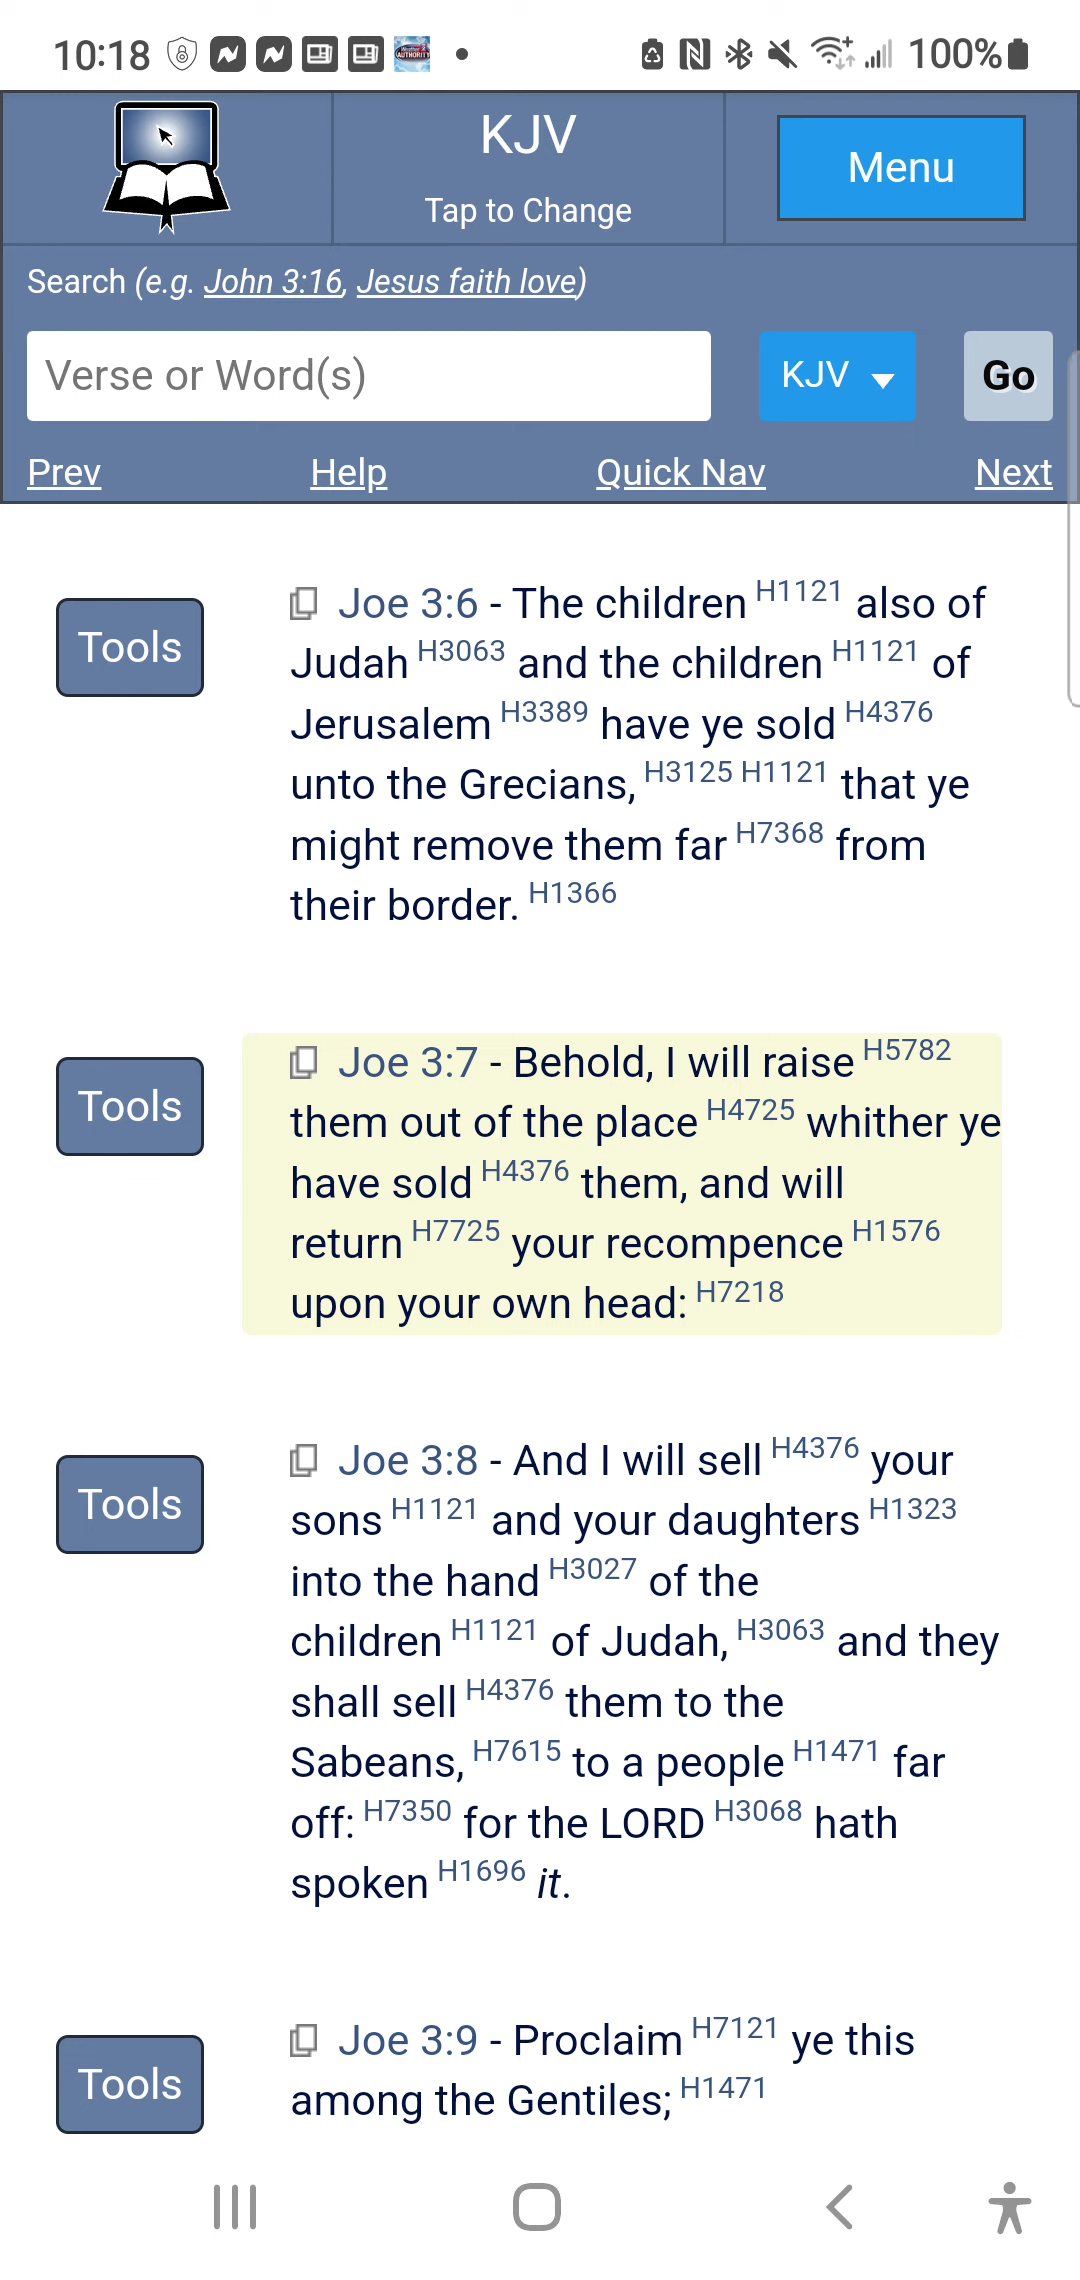 10:18 100%
KJV
Tap to Change
Menu
Search (e.g. John 3:16, Jesus faith love)
Verse or Word(s)
KJV
Go
Prev Help Quick Nav Next
Tools
Joe 3:6 - The children H1121 also of
Judah H3063 and the children H1121 of
Jerusalem H3389 have ye sold H4376
unto the Grecians, H3125 H1121 that ye
might remove them far H7368 from
their border. H1366
Tools
Joe 3:7 - Behold, I will raise H5782
them out of the place H4725 whither ye
have sold H4376 them, and will
return H7725 your recompence H1576
upon your own head: H7218
Tools
Joe 3:8 - And I will sell H4376 your
sons H1121 and your daughters H1323
into the hand H3027 of the
children H1121 of Judah, H3063 and they
shall sell H4376 them to the
Sabeans, H7615 to a people H1471 far
off: H7350 for the LORD H3068 hath
spoken H1696 it.
Tools
Joe 3:9 - Proclaim H7121 ye this
among the Gentiles; H1471